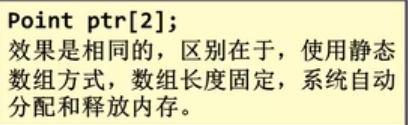 Point ptr[2];
效果是相同的，区别在于，使用静态
数组方式，数组长度固定，系统自动
分配和释放内存。